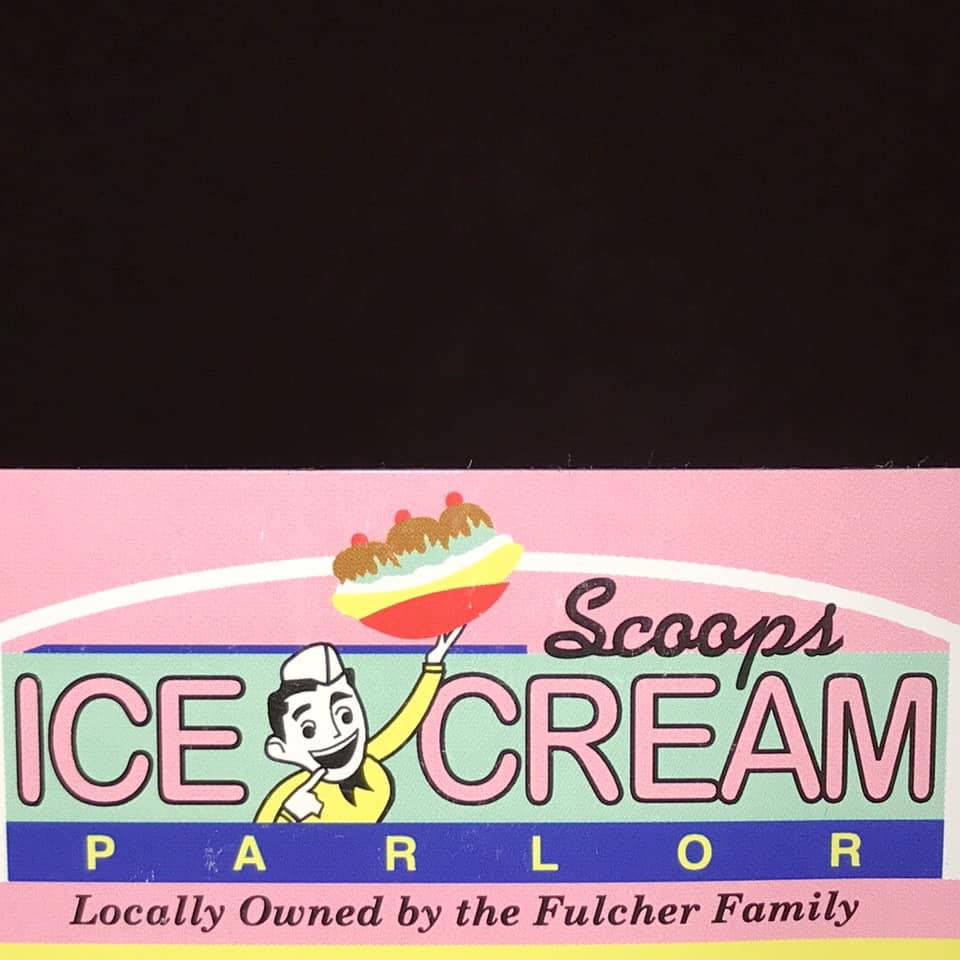 Scoops
ICE CREAM
PARLOR
Locally Owned by the Fulcher Family